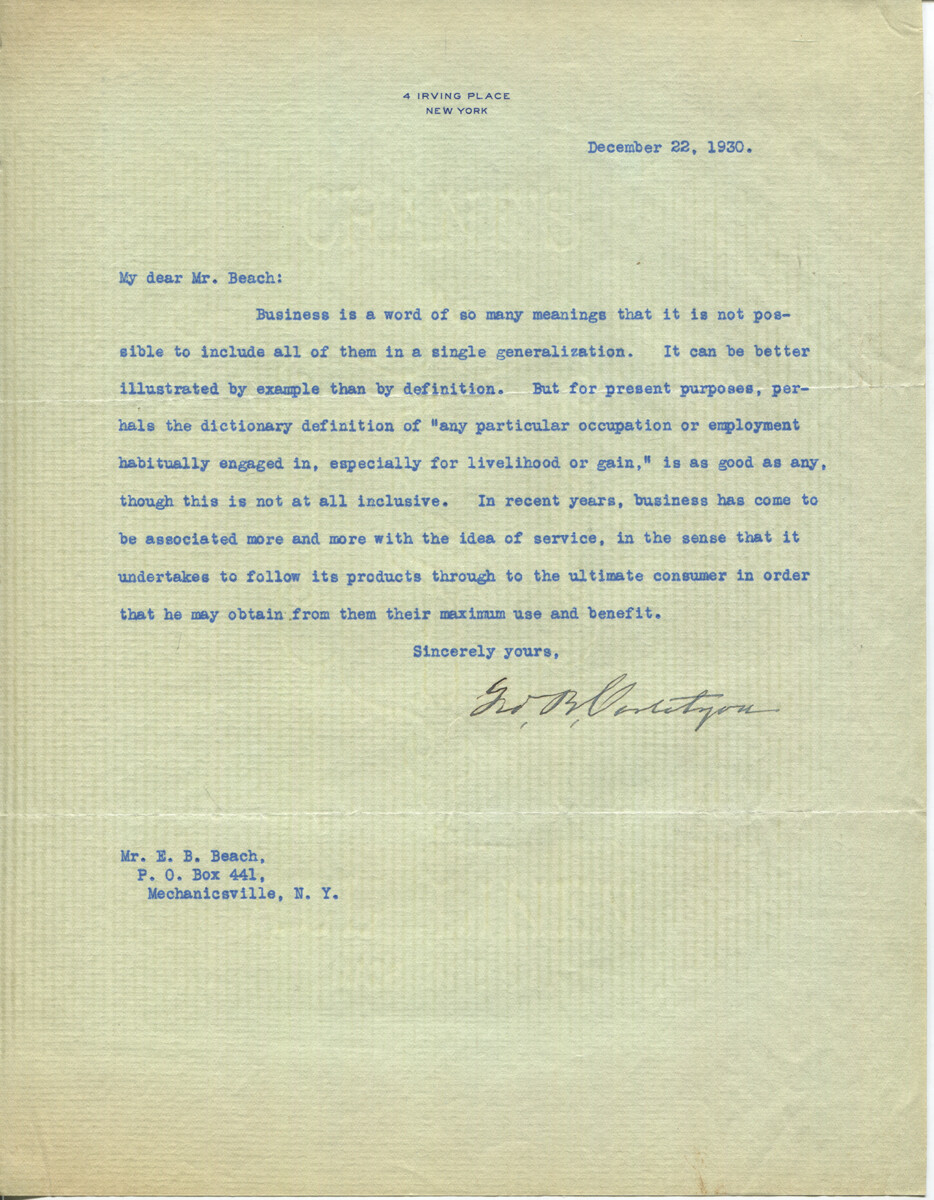 4 IRVING PLACE
NEW YORK
December 22, 1930.
My dear Mr. Beach:
Business is a word of so many meanings that it is not pos-
sible to include all of them in a single generalization. It can be better
illustrated by example than by definition. But for present purposes, per-
hals the dictionary definition of "any particular occupation or employment
habitually engaged in, especially for livelihood or gain," is as good as any,
though this is not at all inclusive. In recent years, business has come to
be associated more and more with the idea of service, in the sense that it
undertakes to follow its products through to the ultimate consumer in order
that he may obtain from them their maximum use and benefit.
Sincerely yours,
Geo. B. Cortelyou
Mr. E. B. Beach,
P. O. Box 441,
Mechanicsville, N. Y.